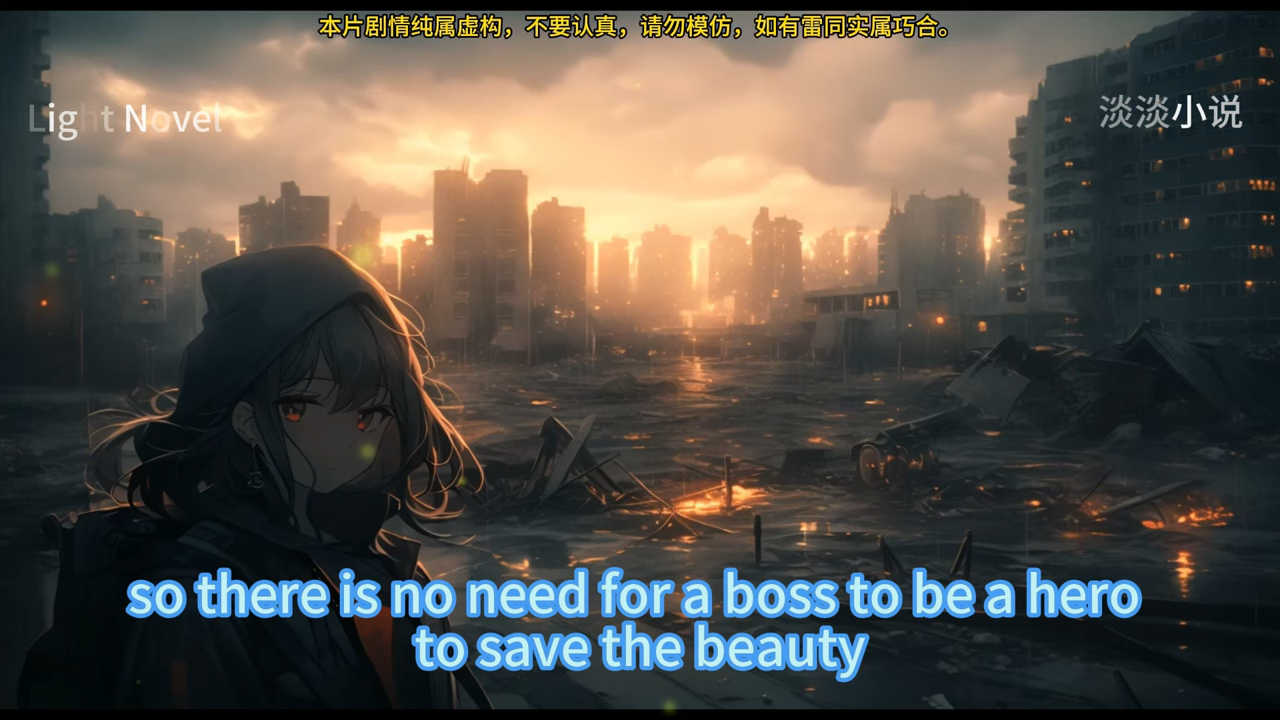 本片剧情纯属虚构，不要认真，请勿模仿，如有雷同实属巧合。
Light Novel
淡淡小说
so there is no need for a boss to be a hero
to save the beauty